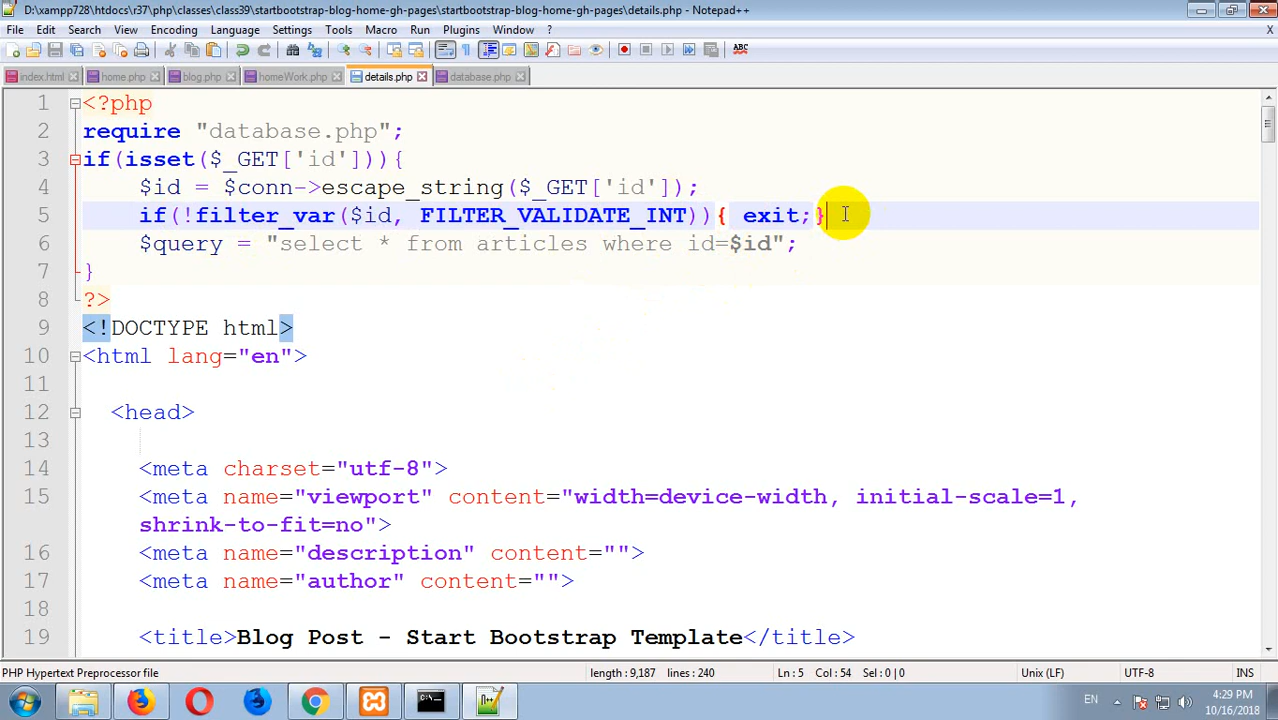 D:\xampp728\htdocs\r37\php\classes\class39\startbootstrap-blog-home-gh-pages\startbootstrap-blog-home-gh-pages\details.php - Notepad++
File Edit Search View Encoding Language Settings Tools Macro Run Plugins Window ? X
index.html home.php blog.php homeWork.php details.php database.php
1 <?php
2 require "database.php";
3 if(isset($_GET['id'])){
4 $id = $conn->escape_string($_GET['id']);
5 if(!filter_var($id, FILTER_VALIDATE_INT)){ exit;}
6 $query = "select * from articles where id=$id";
7 }
8 ?>
9 <!DOCTYPE html>
10 <html lang="en">
11
12 <head>
13
14 <meta charset="utf-8">
15 <meta name="viewport" content="width=device-width, initial-scale=1,
shrink-to-fit=no">
16 <meta name="description" content="">
17 <meta name="author" content="">
18
19 <title>Blog Post - Start Bootstrap Template</title>
PHP Hypertext Preprocessor file length : 9,187 lines : 240 Ln : 5 Col : 54 Sel : 0 | 0 Unix (LF) UTF-8 INS
EN 4:29 PM
10/16/2018